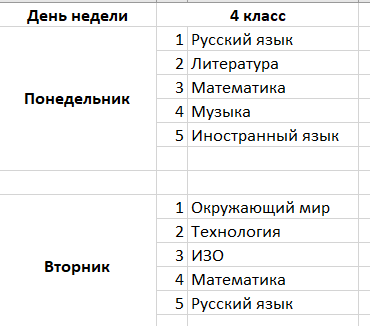 День недели 4 класс
1 Русский язык
2 Литература
Понедельник 3 Математика
4 Музыка
5 Иностранный язык
1 Окружающий мир
2 Технология
Вторник 3 ИЗО
4 Математика
5 Русский язык